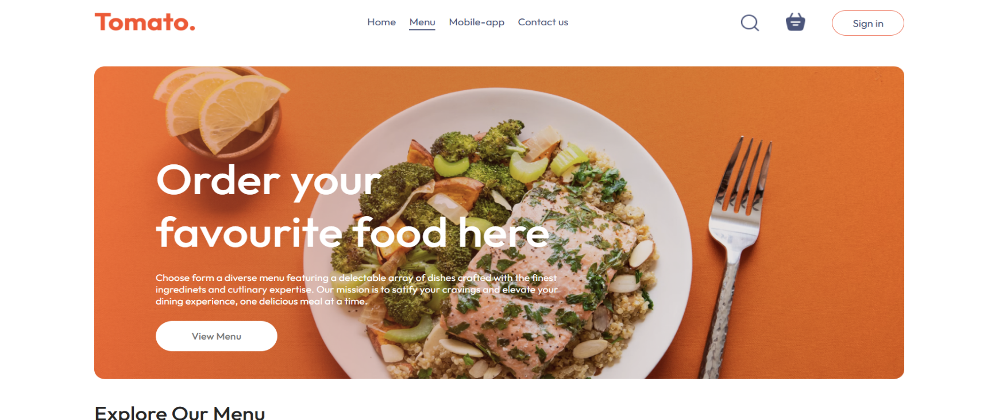 Tomato.
Home Menu Mobile-app Contact us
Sign in
Order your
favourite food here
Choose form a diverse menu featuring a delectable array of dishes crafted with the finest
ingredinets and cutlinary expertise. Our mission is to satify your cravings and elevate your
dining experience, one delicious meal at a time.
View Menu
Explore Our Menu